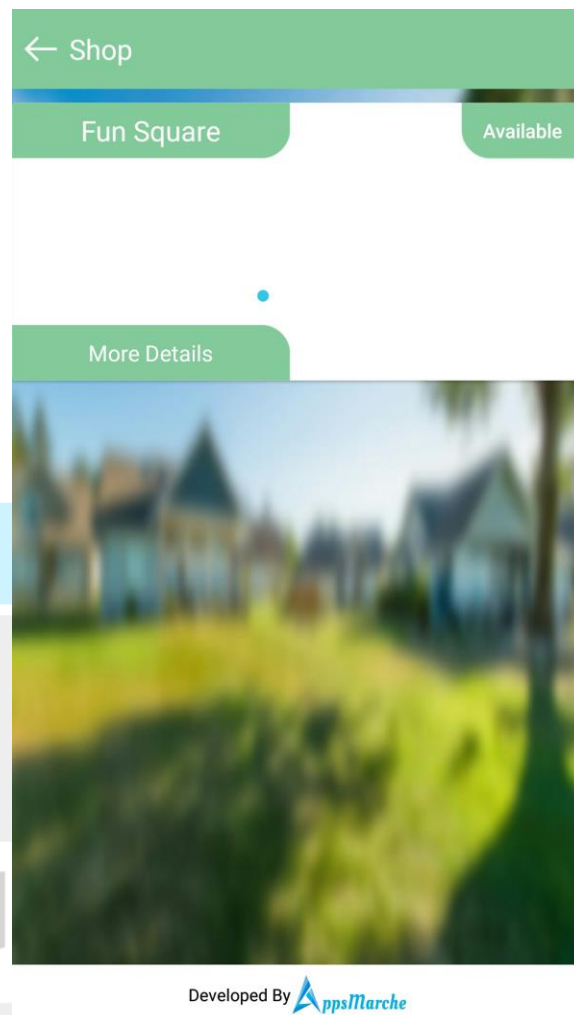 Shop
Fun Square
Available
More Details
Developed By AppsMarche